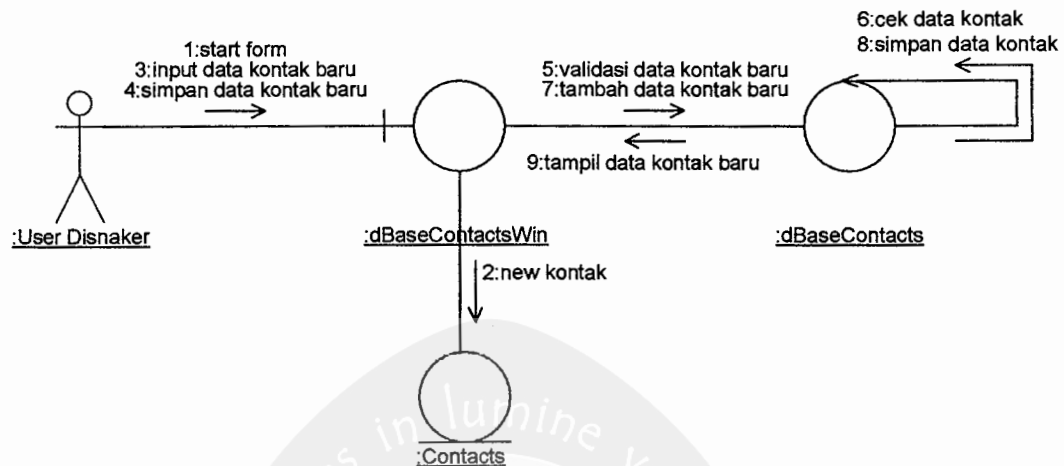 6:cek data kontak
8:simpan data kontak
1:start form
3:input data kontak baru
4:simpan data kontak baru
5:validasi data kontak baru
7:tambah data kontak baru
9:tampil data kontak baru
:User Disnaker
:dBaseContactsWin
:dBaseContacts
2:new kontak
in lumine
:Contacts